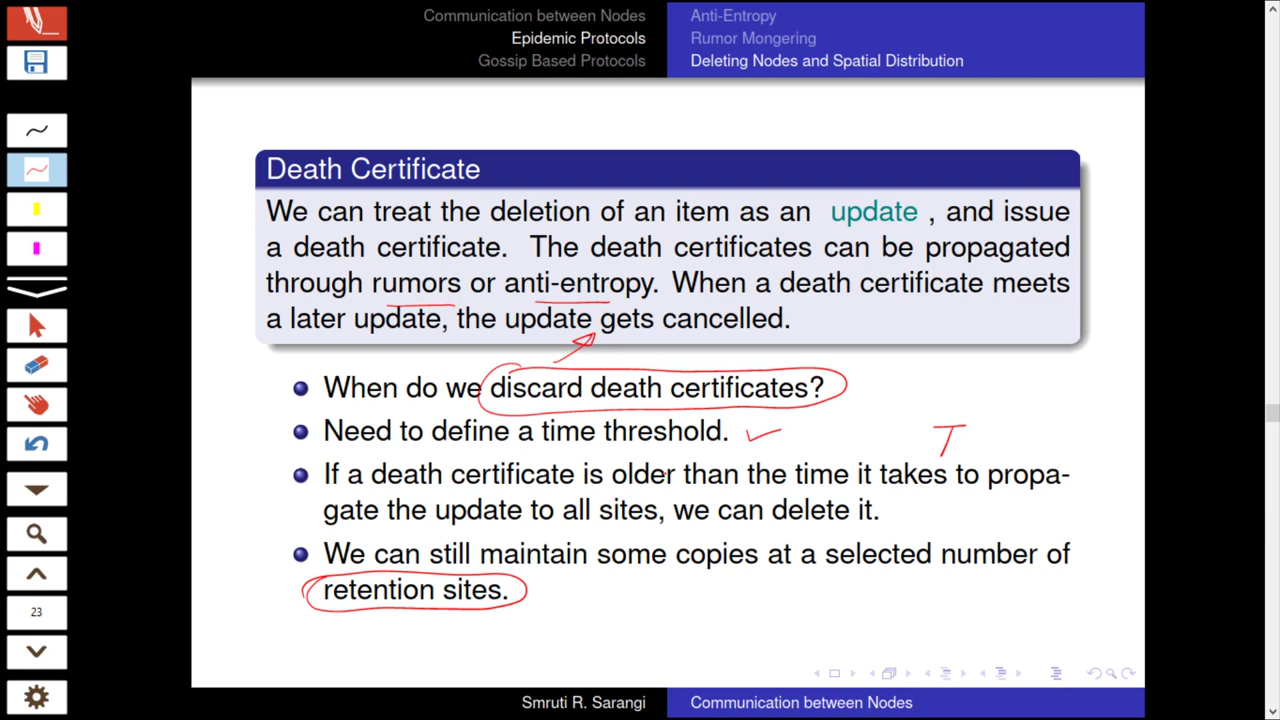 Communication between Nodes
Epidemic Protocols
Gossip Based Protocols
Anti-Entropy
Rumor Mongering
Deleting Nodes and Spatial Distribution
Death Certificate
We can treat the deletion of an item as an update , and issue
a death certificate. The death certificates can be propagated
through rumors or anti-entropy. When a death certificate meets
a later update, the update gets cancelled.
When do we discard death certificates?
Need to define a time threshold.
T
If a death certificate is older than the time it takes to propa-
gate the update to all sites, we can delete it.
We can still maintain some copies at a selected number of
retention sites.
23
Smruti R. Sarangi
Communication between Nodes